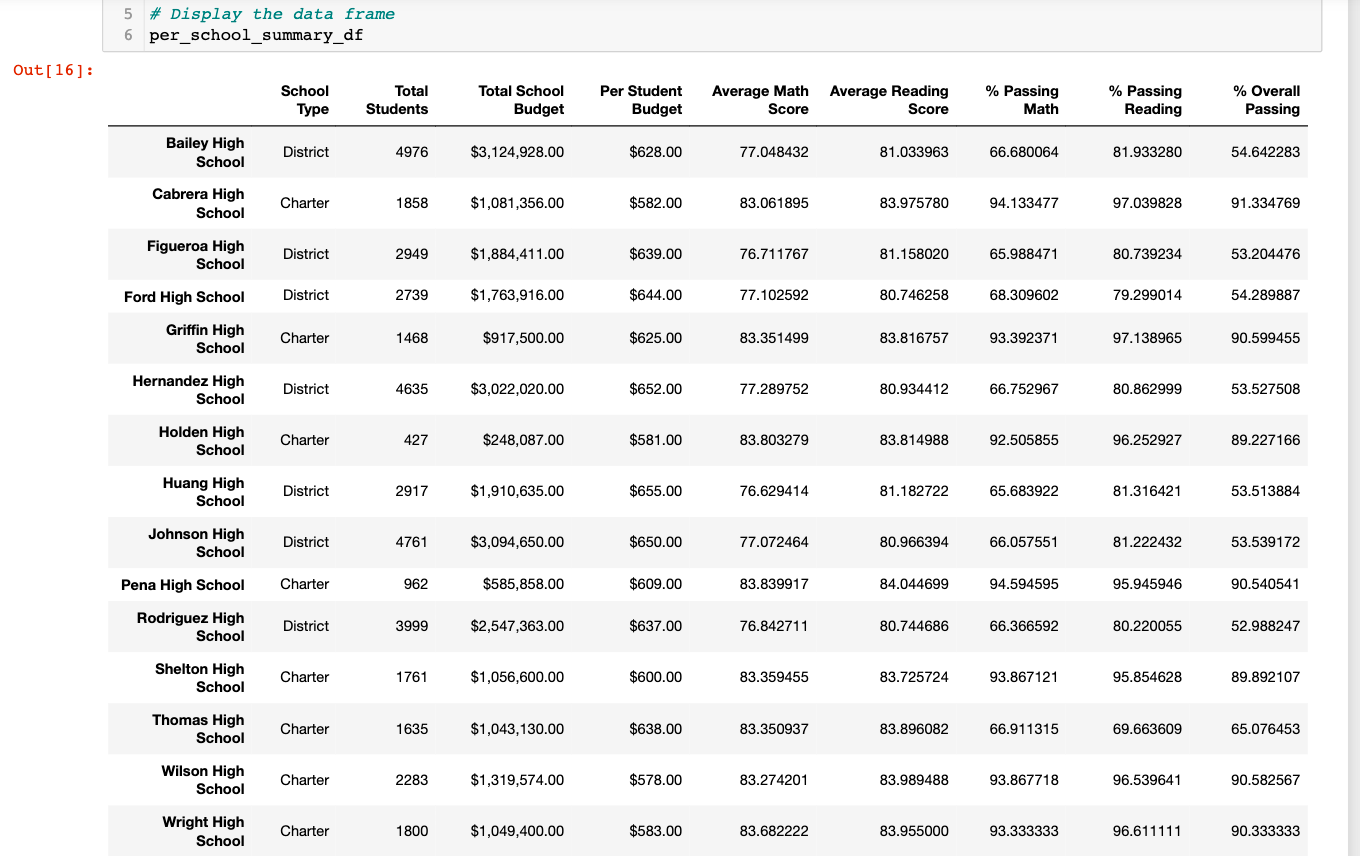 5 # Display the data frame
6 per_school_summary_df
Out[16]:
School Type Total Students Total School Budget Per Student Budget Average Math Score Average Reading Score % Passing Math % Passing Reading % Overall Passing
Bailey High School District 4976 $3,124,928.00 $628.00 77.048432 81.033963 66.680064 81.933280 54.642283
Cabrera High School Charter 1858 $1,081,356.00 $582.00 83.061895 83.975780 94.133477 97.039828 91.334769
Figueroa High School District 2949 $1,884,411.00 $639.00 76.711767 81.158020 65.988471 80.739234 53.204476
Ford High School District 2739 $1,763,916.00 $644.00 77.102592 80.746258 68.309602 79.299014 54.289887
Griffin High School Charter 1468 $917,500.00 $625.00 83.351499 83.816757 93.392371 97.138965 90.599455
Hernandez High School District 4635 $3,022,020.00 $652.00 77.289752 80.934412 66.752967 80.862999 53.527508
Holden High School Charter 427 $248,087.00 $581.00 83.803279 83.814988 92.505855 96.252927 89.227166
Huang High School District 2917 $1,910,635.00 $655.00 76.629414 81.182722 65.683922 81.316421 53.513884
Johnson High School District 4761 $3,094,650.00 $650.00 77.072464 80.966394 66.057551 81.222432 53.539172
Pena High School Charter 962 $585,858.00 $609.00 83.839917 84.044699 94.594595 95.945946 90.540541
Rodriguez High School District 3999 $2,547,363.00 $637.00 76.842711 80.744686 66.366592 80.220055 52.988247
Shelton High School Charter 1761 $1,056,600.00 $600.00 83.359455 83.725724 93.867121 95.854628 89.892107
Thomas High School Charter 1635 $1,043,130.00 $638.00 83.350937 83.896082 66.911315 69.663609 65.076453
Wilson High School Charter 2283 $1,319,574.00 $578.00 83.274201 83.989488 93.867718 96.539641 90.582567
Wright High School Charter 1800 $1,049,400.00 $583.00 83.682222 83.955000 93.333333 96.611111 90.333333